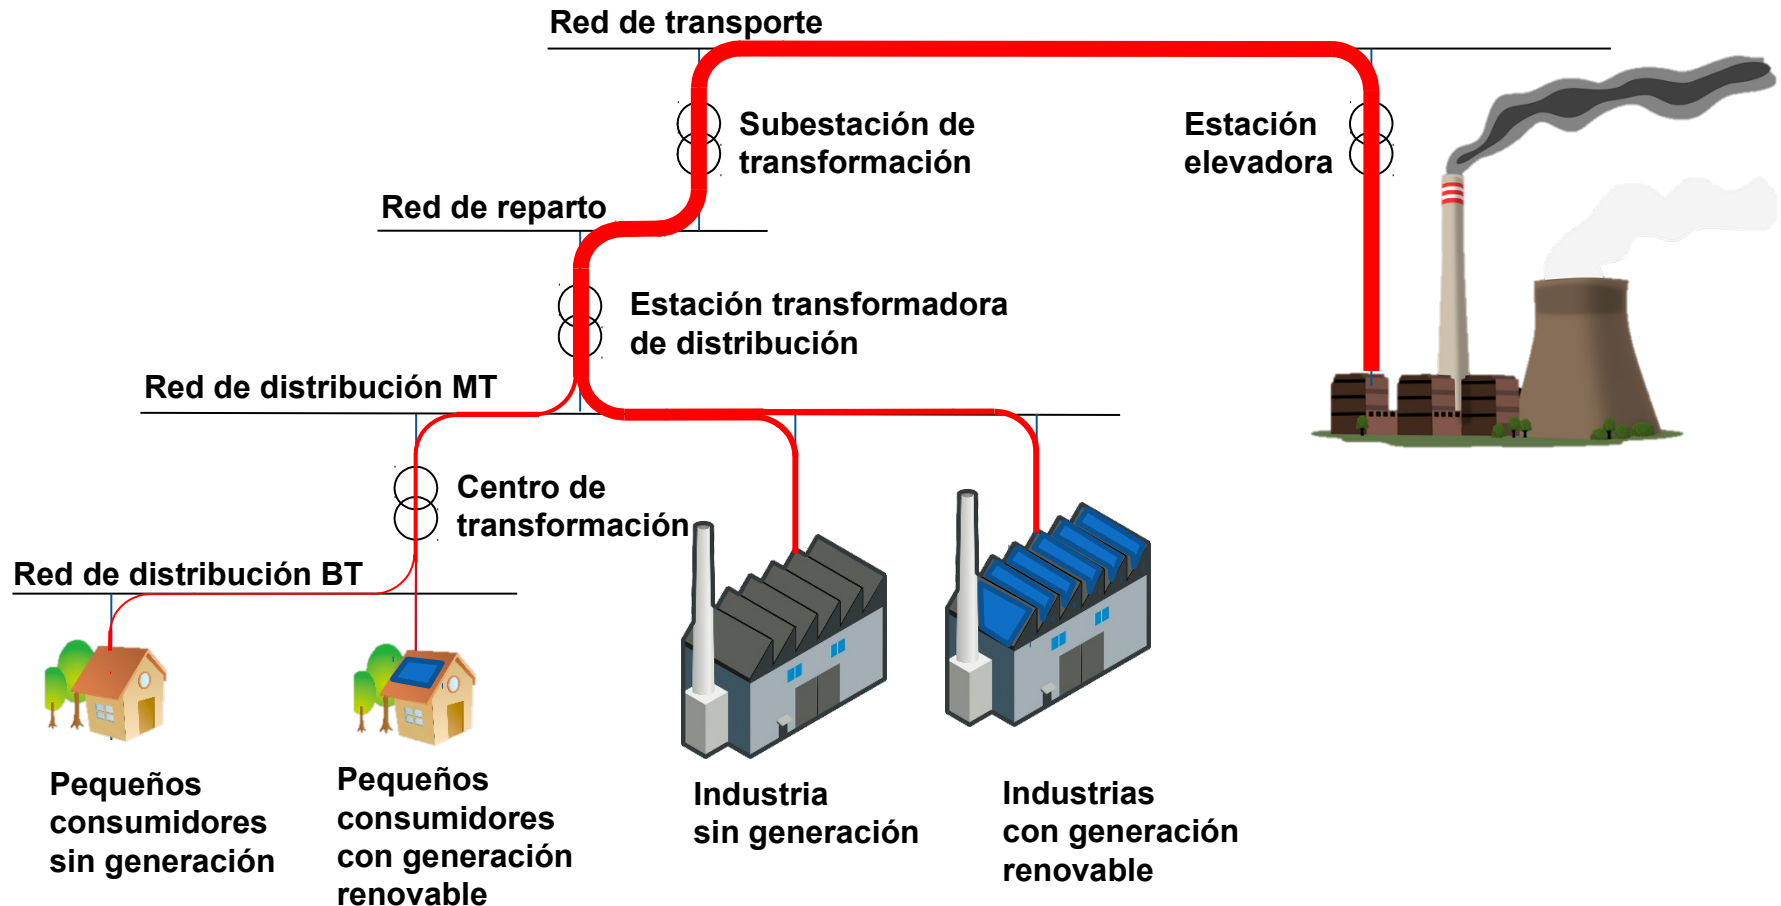 Red de transporte
Subestación de
transformación
Estación
elevadora
Red de reparto
Estación transformadora
de distribución
Red de distribución MT
Centro de
transformación
Red de distribución BT
Pequeños
consumidores
sin generación
Pequeños
consumidores
con generación
renovable
Industria
sin generación
Industrias
con generación
renovable